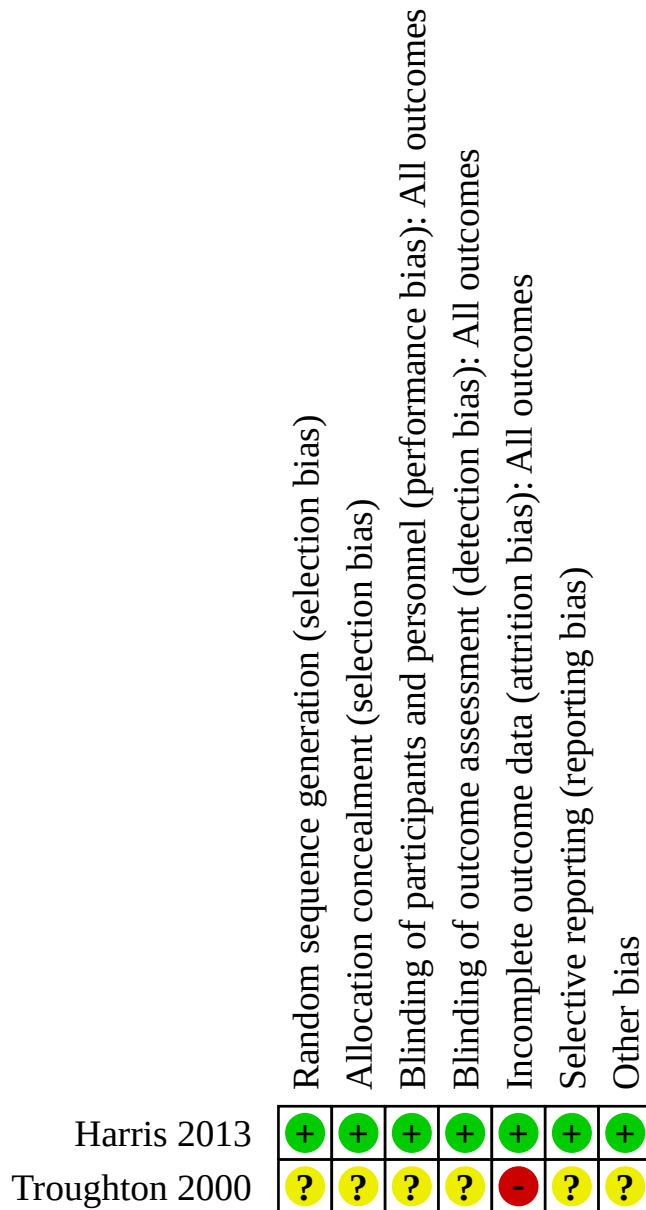 Random sequence generation (selection bias)
Allocation concealment (selection bias)
Blinding of participants and personnel (performance bias): All outcomes
Blinding of outcome assessment (detection bias): All outcomes
Incomplete outcome data (attrition bias): All outcomes
Selective reporting (reporting bias)
Other bias
Harris 2013 + + + + + + +
Troughton 2000 ? ? ? ? - ? ?